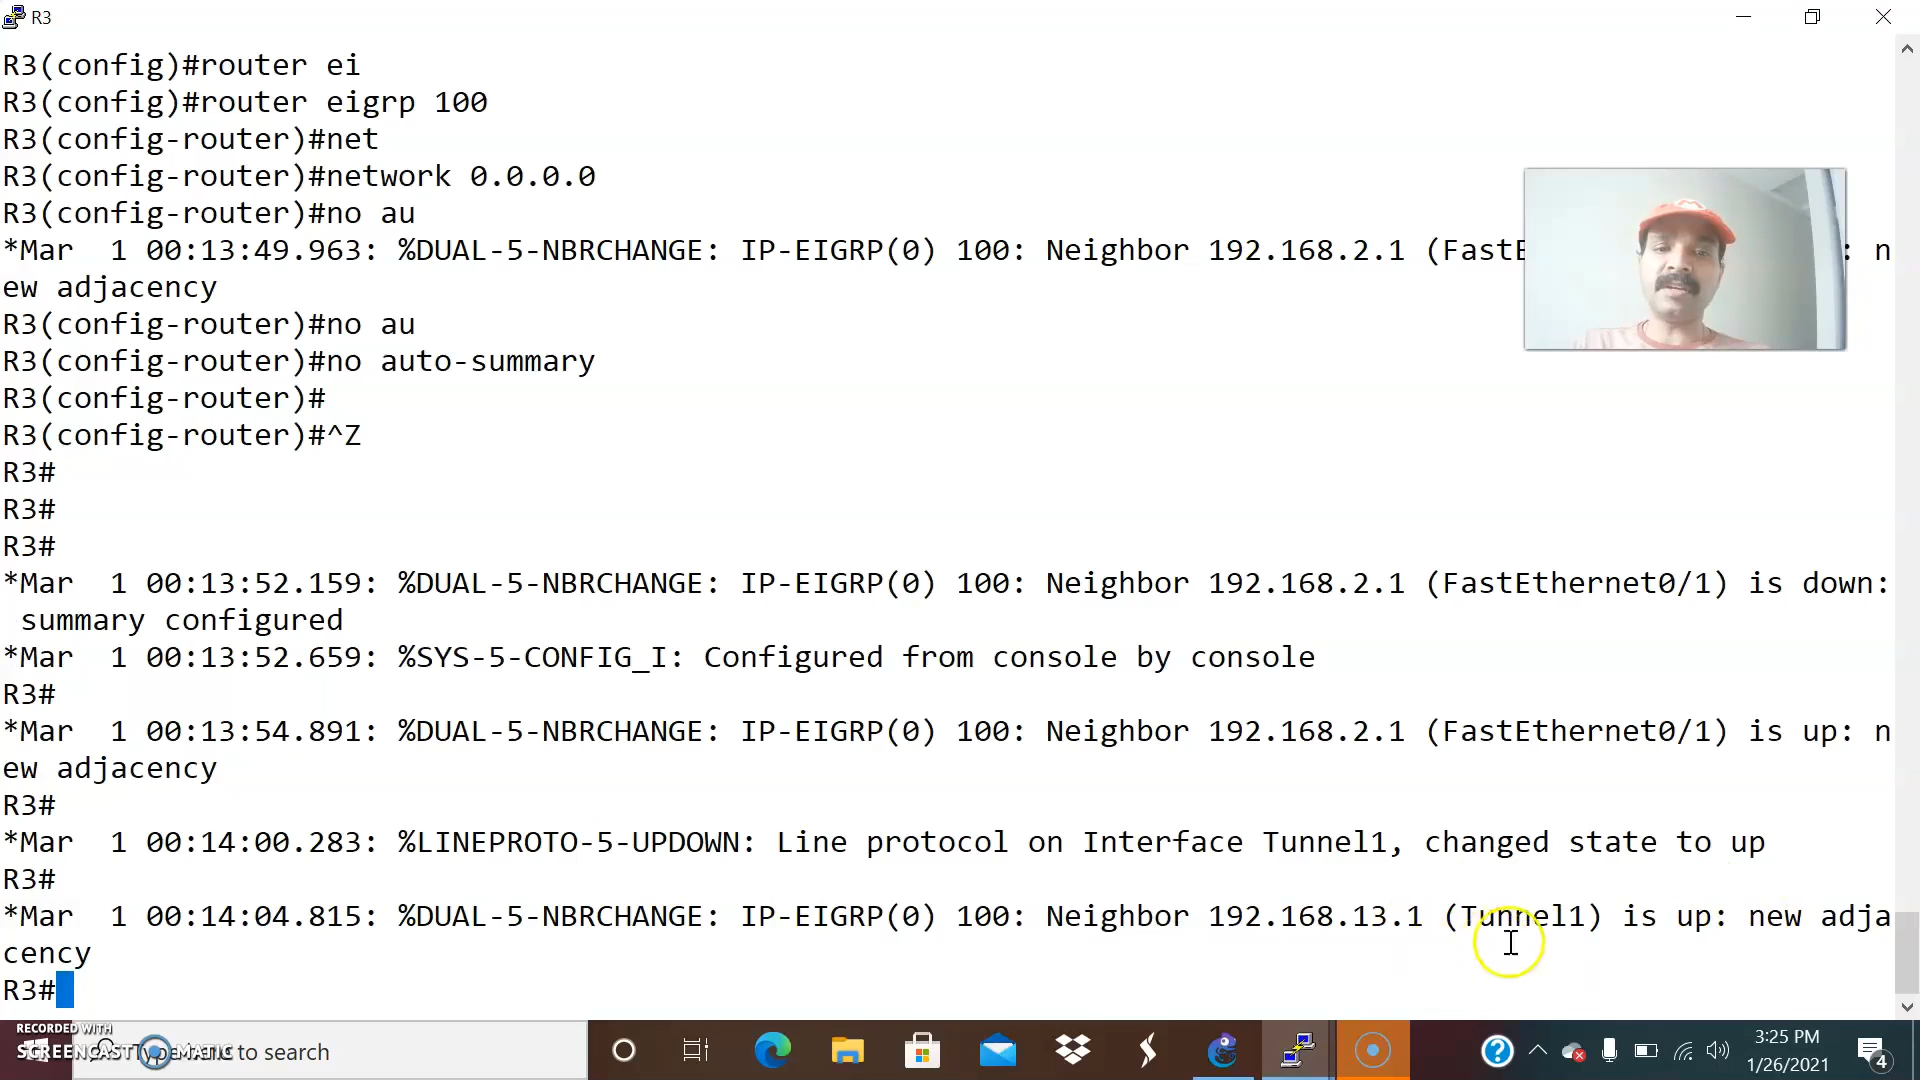 R3
R3(config)#router ei
R3(config)#router eigrp 100
R3(config-router)#net
R3(config-router)#network 0.0.0.0
R3(config-router)#no au
*Mar  1 00:13:49.963: %DUAL-5-NBRCHANGE: IP-EIGRP(0) 100: Neighbor 192.168.2.1 (FastE : n
ew adjacency
R3(config-router)#no au
R3(config-router)#no auto-summary
R3(config-router)#
R3(config-router)#^Z
R3#
R3#
R3#
*Mar  1 00:13:52.159: %DUAL-5-NBRCHANGE: IP-EIGRP(0) 100: Neighbor 192.168.2.1 (FastEthernet0/1) is down:
 summary configured
*Mar  1 00:13:52.659: %SYS-5-CONFIG_I: Configured from console by console
R3#
*Mar  1 00:13:54.891: %DUAL-5-NBRCHANGE: IP-EIGRP(0) 100: Neighbor 192.168.2.1 (FastEthernet0/1) is up: n
ew adjacency
R3#
*Mar  1 00:14:00.283: %LINEPROTO-5-UPDOWN: Line protocol on Interface Tunnel1, changed state to up
R3#
*Mar  1 00:14:04.815: %DUAL-5-NBRCHANGE: IP-EIGRP(0) 100: Neighbor 192.168.13.1 (Tunnel1) is up: new adja
cency
R3#
RECORDED WITH
SCREENCAST MATIC
to search
3:25 PM
1/26/2021
4